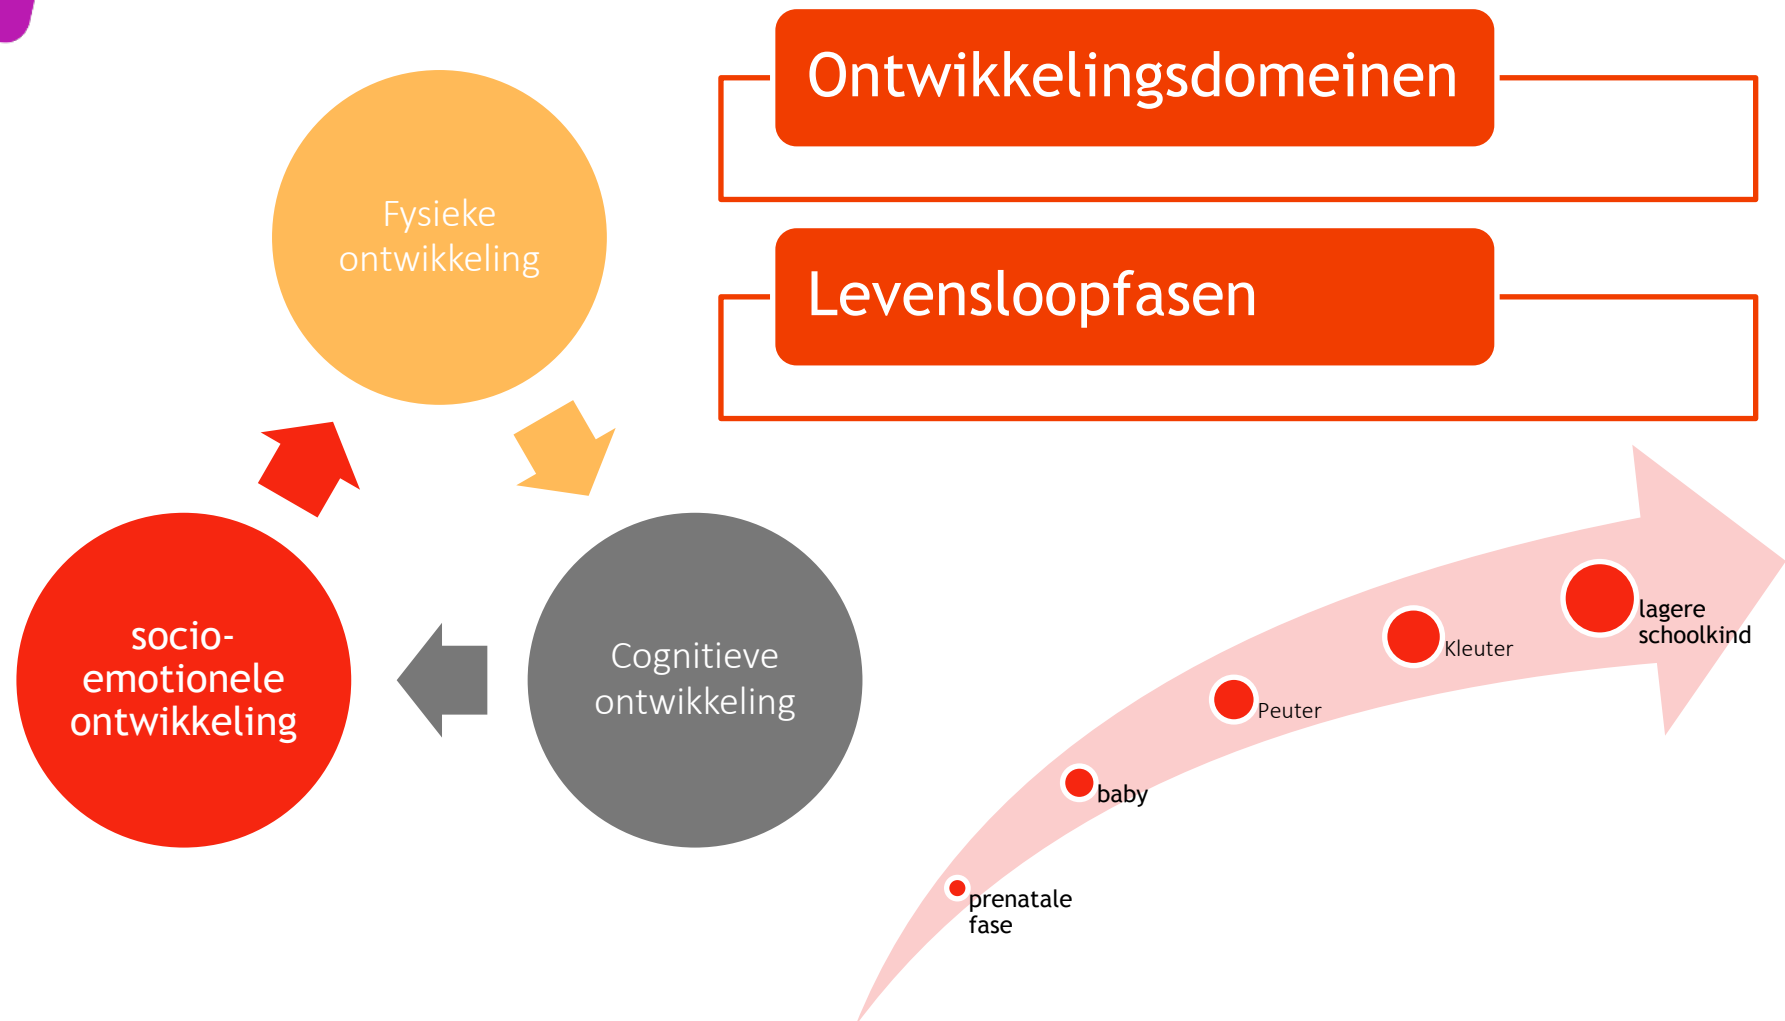 Ontwikkelingsdomeinen
Levensloopfasen
Fysieke
ontwikkeling
Cognitieve
ontwikkeling
socio-
emotionele
ontwikkeling
prenatale
fase
baby
Peuter
Kleuter
lagere
schoolkind